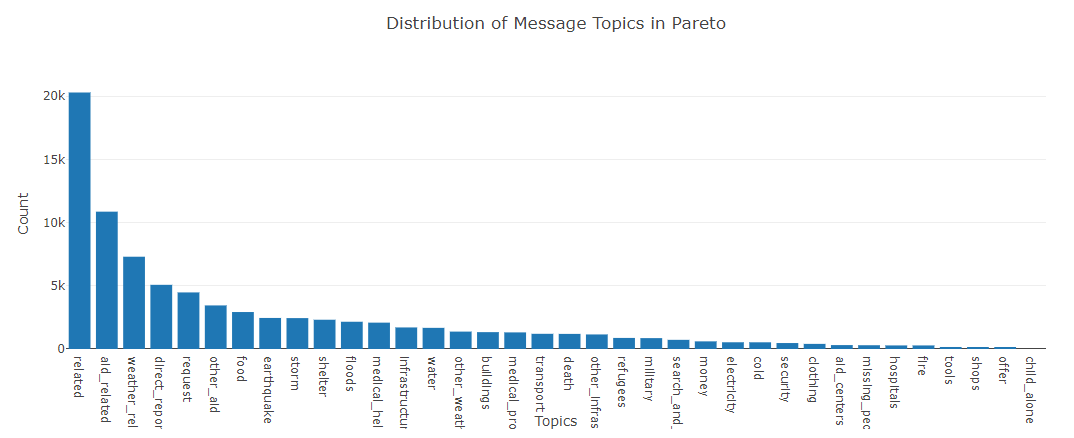 Distribution of Message Topics in Pareto
20k
15k
10k
5k
0
Count
related
aid_related
weather_rel
direct_repor
request
other_aid
food
earthquake
storm
shelter
floods
medical_hel
infrastructur
water
other_weath
buildings
medical_pro
transport
death
other_infras
refugees
military
search_and_
money
electricity
cold
security
clothing
aid_centers
missing_peo
hospitals
fire
tools
shops
offer
child_alone
Topics